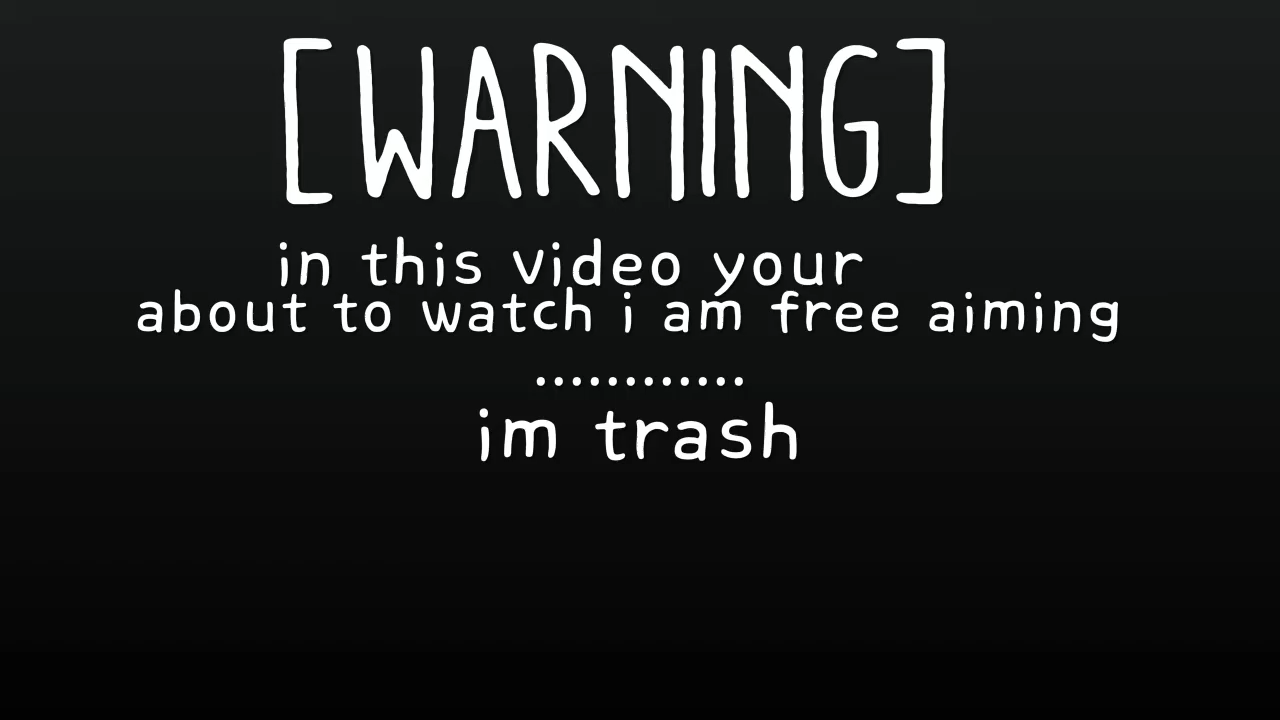 [WARNING]
in this video your
about to watch i am free aiming
............
im trash